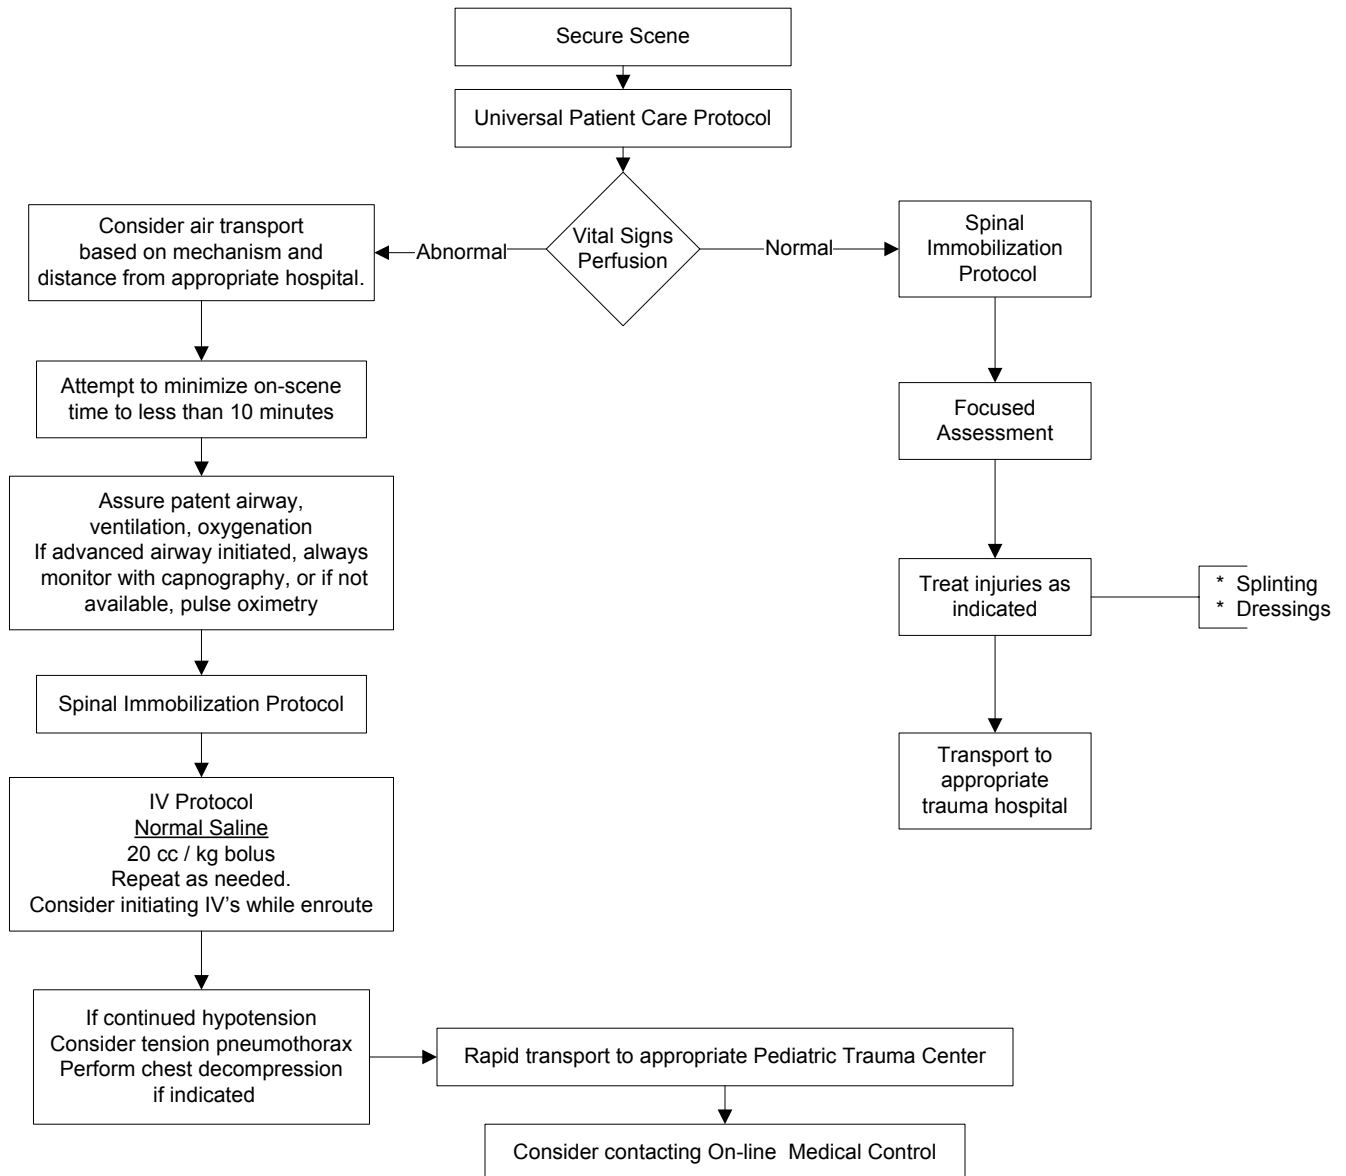 Secure Scene
Universal Patient Care Protocol
Vital Signs
Perfusion
Abnormal
Normal
Consider air transport
based on mechanism and
distance from appropriate hospital.
Attempt to minimize on-scene
time to less than 10 minutes
Assure patent airway,
ventilation, oxygenation
If advanced airway initiated, always
monitor with capnography, or if not
available, pulse oximetry
Spinal Immobilization Protocol
IV Protocol
Normal Saline
20 cc / kg bolus
Repeat as needed.
Consider initiating IV's while enroute
If continued hypotension
Consider tension pneumothorax
Perform chest decompression
if indicated
Rapid transport to appropriate Pediatric Trauma Center
Consider contacting On-line Medical Control
Spinal
Immobilization
Protocol
Focused
Assessment
Treat injuries as
indicated
* Splinting
* Dressings
Transport to
appropriate
trauma hospital